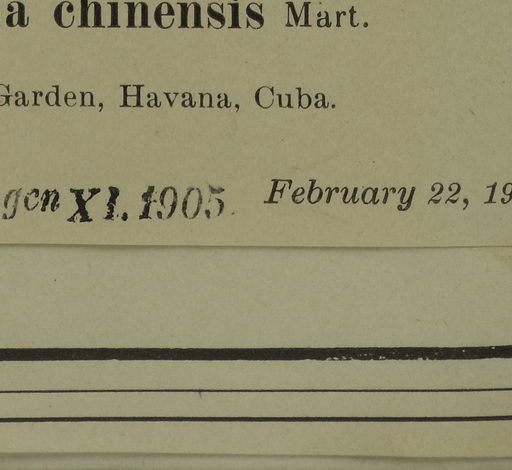 a chinensis Mart.
Garden, Havana, Cuba.
gen XI. 1905. February 22, 19